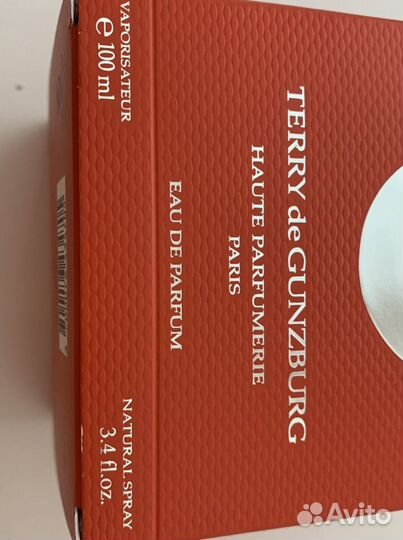 TERRY de GUNZBURG
HAUTE PARFUMERIE
PARIS
EAU DE PARFUM
VAPORISATEUR
e 100 ml
NATURAL SPRAY
3.4 fl.oz.
Avito